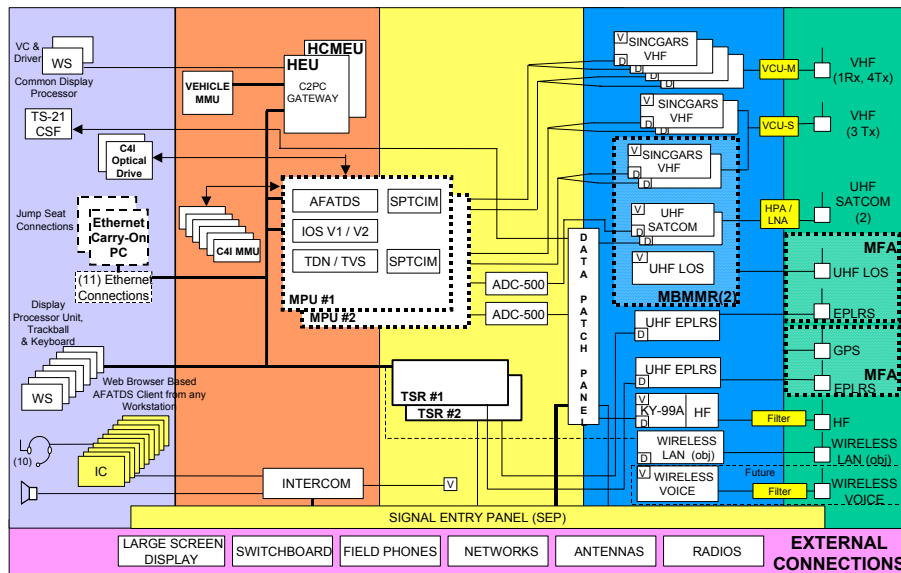 VC &
Driver
WS
Common Display
Processor
TS-21
CSF
C4I
Optical
Drive
Jump Seat
Connections
Ethernet
Carry-On
PC
(11) Ethernet
Connections
Display
Processor Unit,
Trackball
& Keyboard
WS
Web Browser Based
AFATDS Client from any
Workstation
(10)
IC
VEHICLE
MMU
HCMEU
HEU
C2PC
GATEWAY
C4I MMU
AFATDS
SPTCIM
IOS V1 / V2
TDN / TVS
SPTCIM
MPU #1
MPU #2
ADC-500
ADC-500
TSR #1
TSR #2
INTERCOM
V
DATA PATCH PANEL
V
SINCGARS
VHF
D
D
V
SINCGARS
VHF
D
D
V
SINCGARS
VHF
D
D
V
UHF
SATCOM
D
D
V
UHF LOS
MBMMR(2)
UHF EPLRS
D
UHF EPLRS
D
V
KY-99A
HF
D
WIRELESS
LAN (obj)
D
Future
V
WIRELESS
VOICE
VCU-M
VCU-S
HPA /
LNA
Filter
Filter
VHF
(1Rx, 4Tx)
VHF
(3 Tx)
UHF
SATCOM
(2)
MFA
UHF LOS
EPLRS
GPS
MFA
EPLRS
HF
WIRELESS
LAN (obj)
WIRELESS
VOICE
SIGNAL ENTRY PANEL (SEP)
LARGE SCREEN
DISPLAY
SWITCHBOARD
FIELD PHONES
NETWORKS
ANTENNAS
RADIOS
EXTERNAL
CONNECTIONS